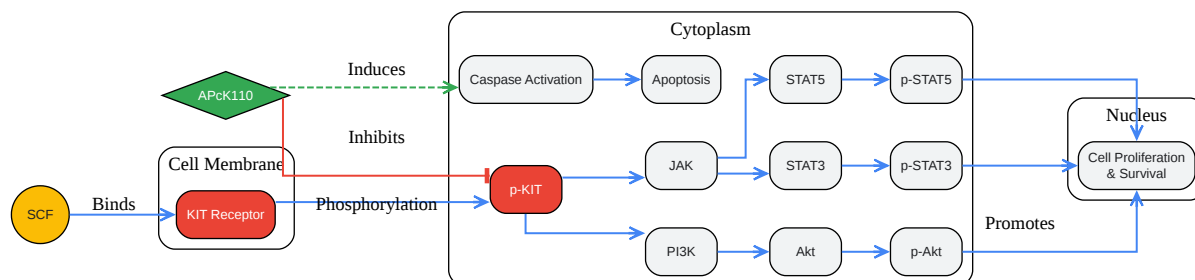 Cytoplasm
Induces
Caspase Activation
Apoptosis
STAT5
p-STAT5
APcK110
Nucleus
Inhibits
Cell Membrane
JAK
STAT3
p-STAT3
Cell Proliferation
& Survival
p-KIT
SCF
Binds
KIT Receptor
Phosphorylation
Promotes
PI3K
Akt
p-Akt